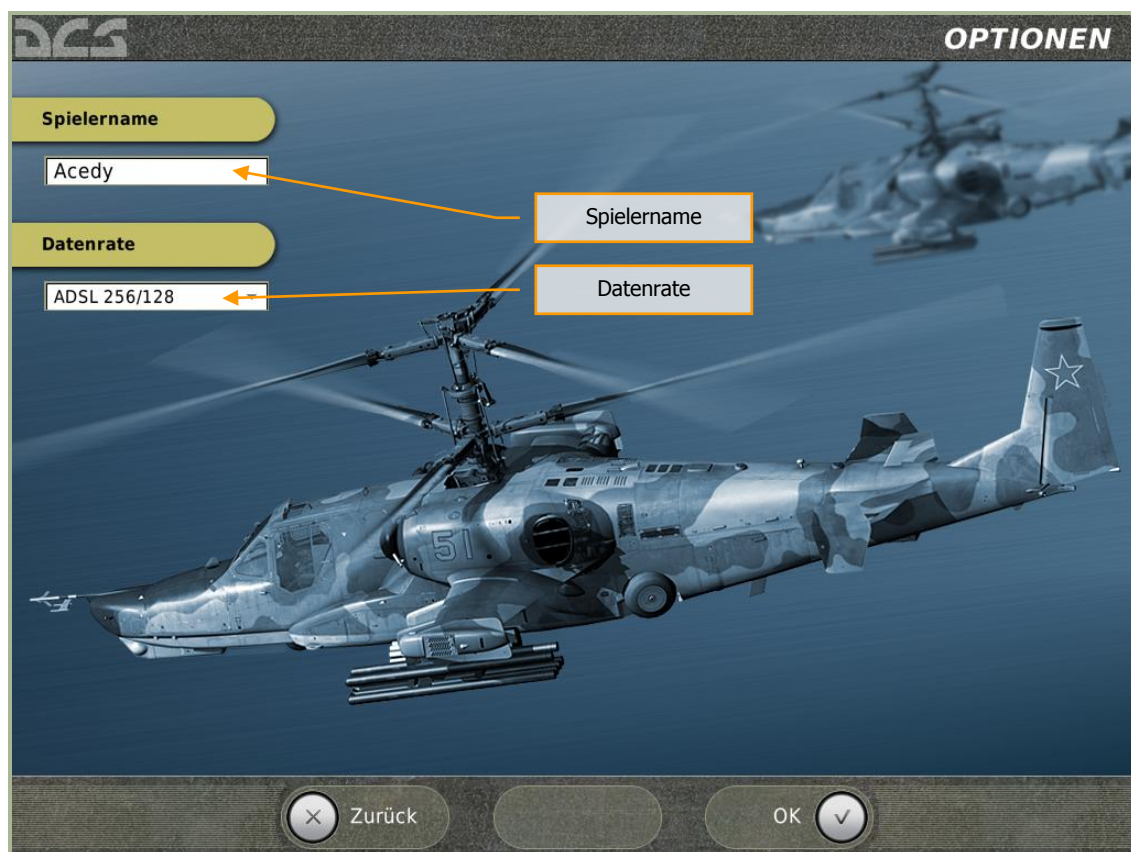 DCS
OPTIONEN
Spielername
Acedy
Spielername
Datenrate
ADSL 256/128
Datenrate
51
Zurück
OK